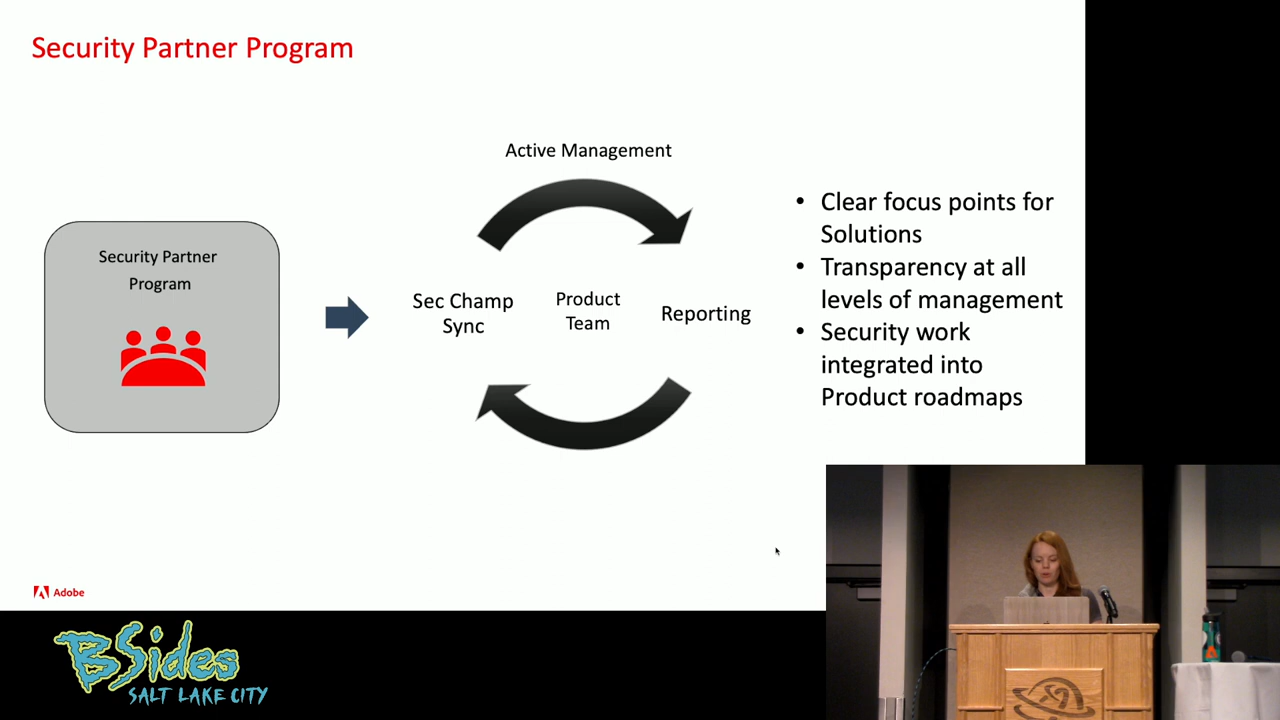 Security Partner Program
Active Management
Security Partner
Program
Sec Champ
Sync
Product
Team
Reporting
• Clear focus points for
Solutions
• Transparency at all
levels of management
• Security work
integrated into
Product roadmaps
Adobe
BSides
SALT LAKE CITY